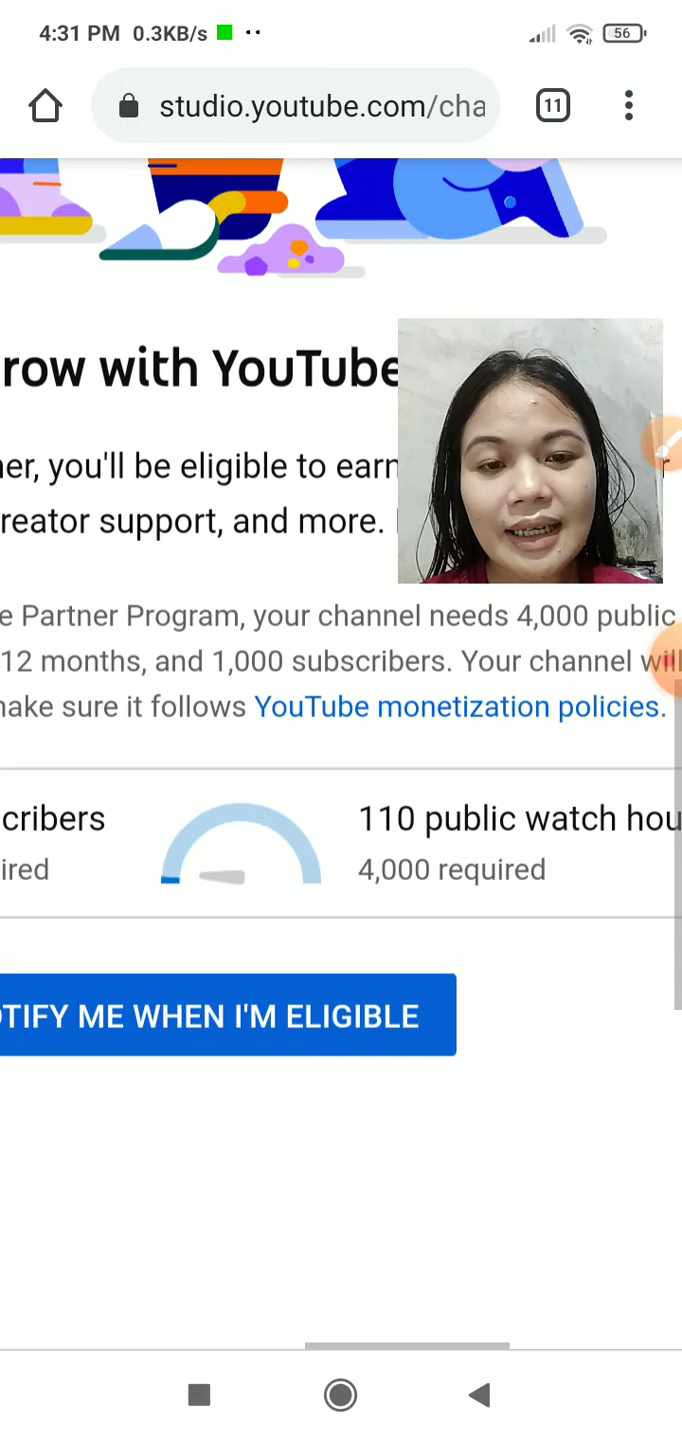 4:31 PM 0.3KB/s
56
studio.youtube.com/cha
11
row with YouTube
er, you'll be eligible to earn
reator support, and more.
e Partner Program, your channel needs 4,000 public
12 months, and 1,000 subscribers. Your channel will
ake sure it follows YouTube monetization policies.
cribers
110 public watch hou
ired
4,000 required
TIFY ME WHEN I'M ELIGIBLE